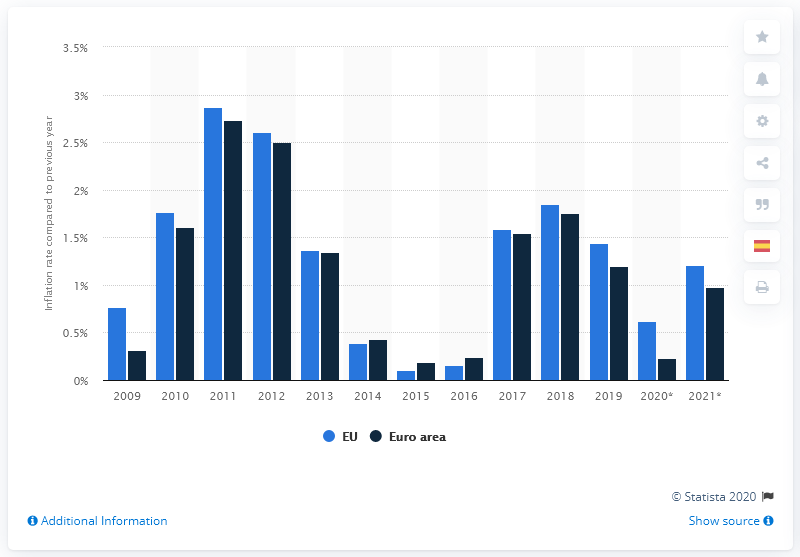 Inflation rate compared to previous year
3.5%
3%
2.5%
2%
1.5%
1%
0.5%
0%
2009 2010 2011 2012 2013 2014 2015 2016 2017 2018 2019 2020* 2021*
EU Euro area
© Statista 2020
Additional Information Show source